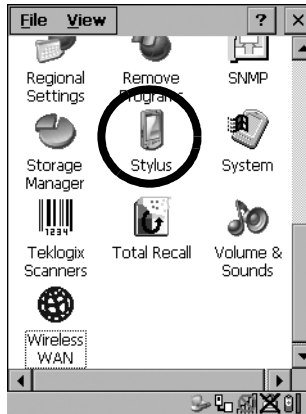 File View ? ×
Regional Remove SNMP
Settings Programs
Storage Stylus System
Manager
1234
Teklogix Total Recall Volume &
Scanners Sounds
Wireless
WAN